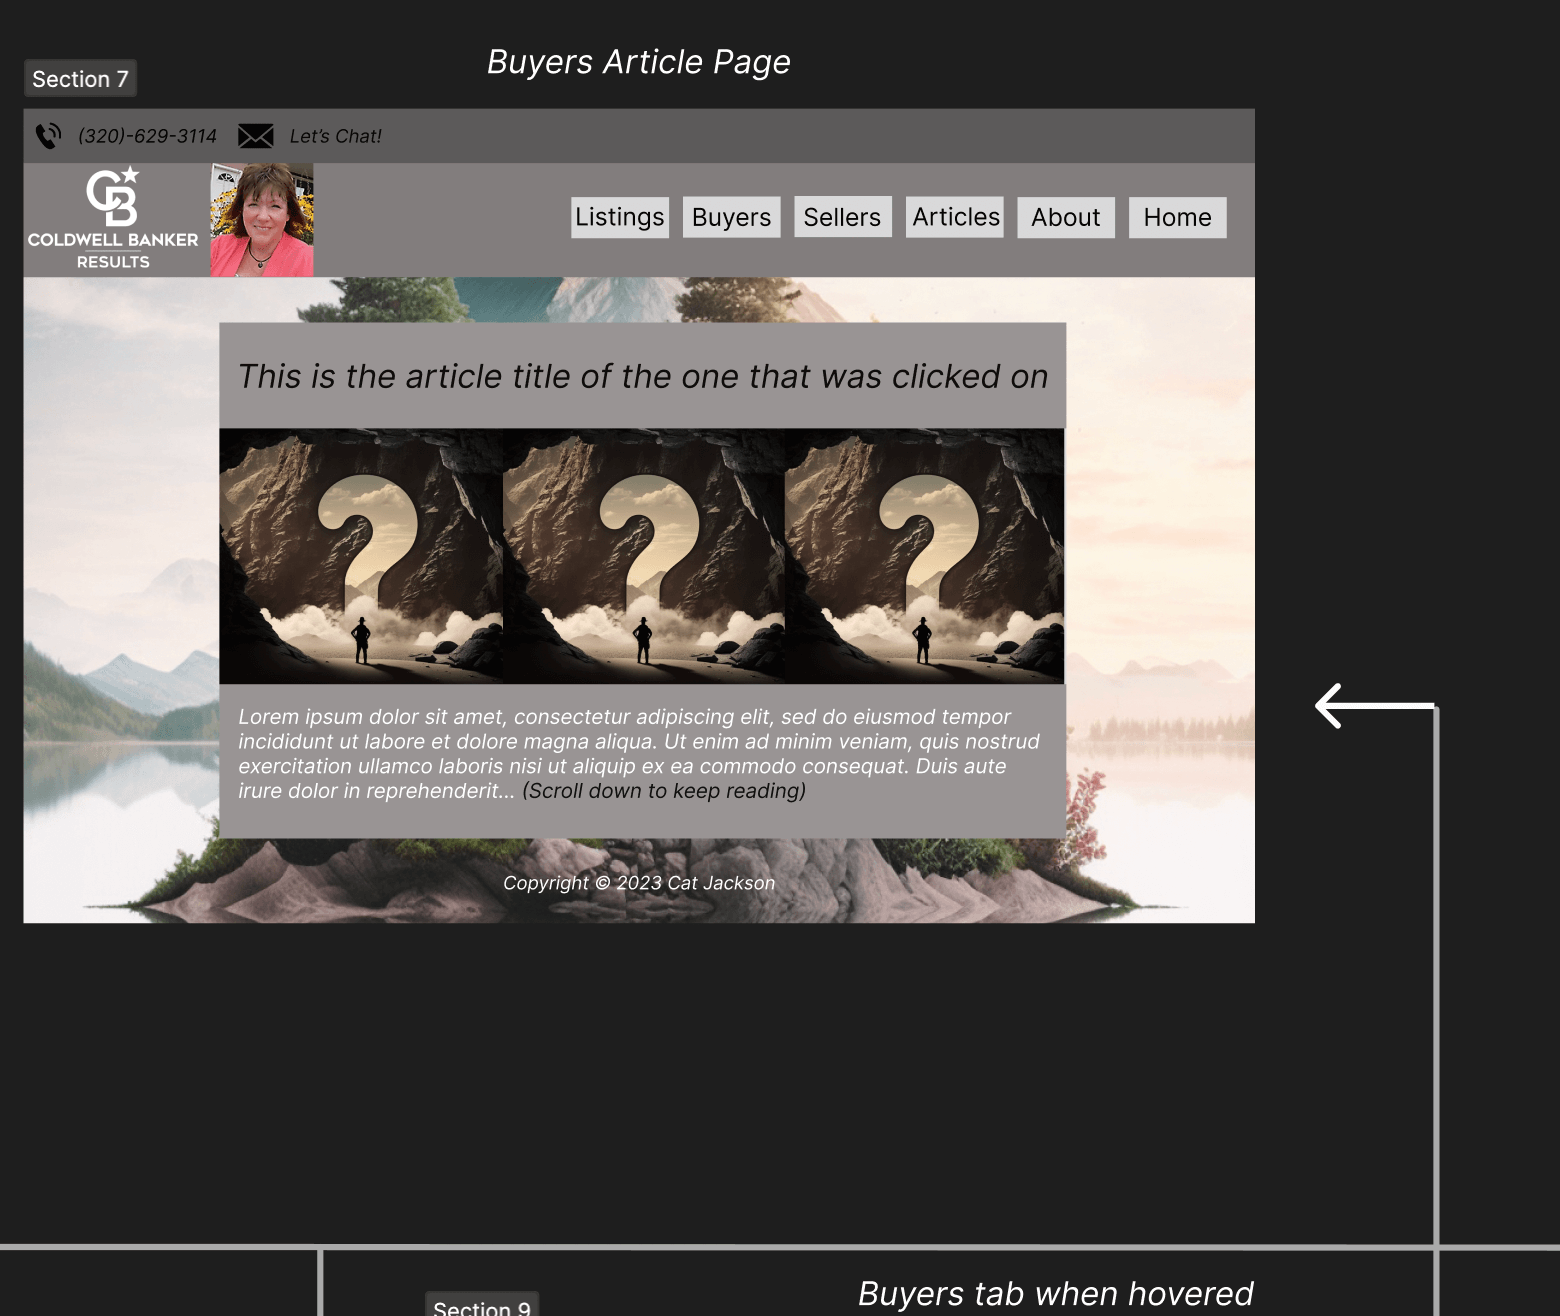 Buyers Article Page
Section 7
(320)-629-3114 Let's Chat!
COLDWELL BANKER
RESULTS
Listings Buyers Sellers Articles About Home
This is the article title of the one that was clicked on
Lorem ipsum dolor sit amet, consectetur adipiscing elit, sed do eiusmod tempor
incididunt ut labore et dolore magna aliqua. Ut enim ad minim veniam, quis nostrud
exercitation ullamco laboris nisi ut aliquip ex ea commodo consequat. Duis aute
irure dolor in reprehenderit... (Scroll down to keep reading)
Copyright © 2023 Cat Jackson
Buyers tab when hovered
Section 9